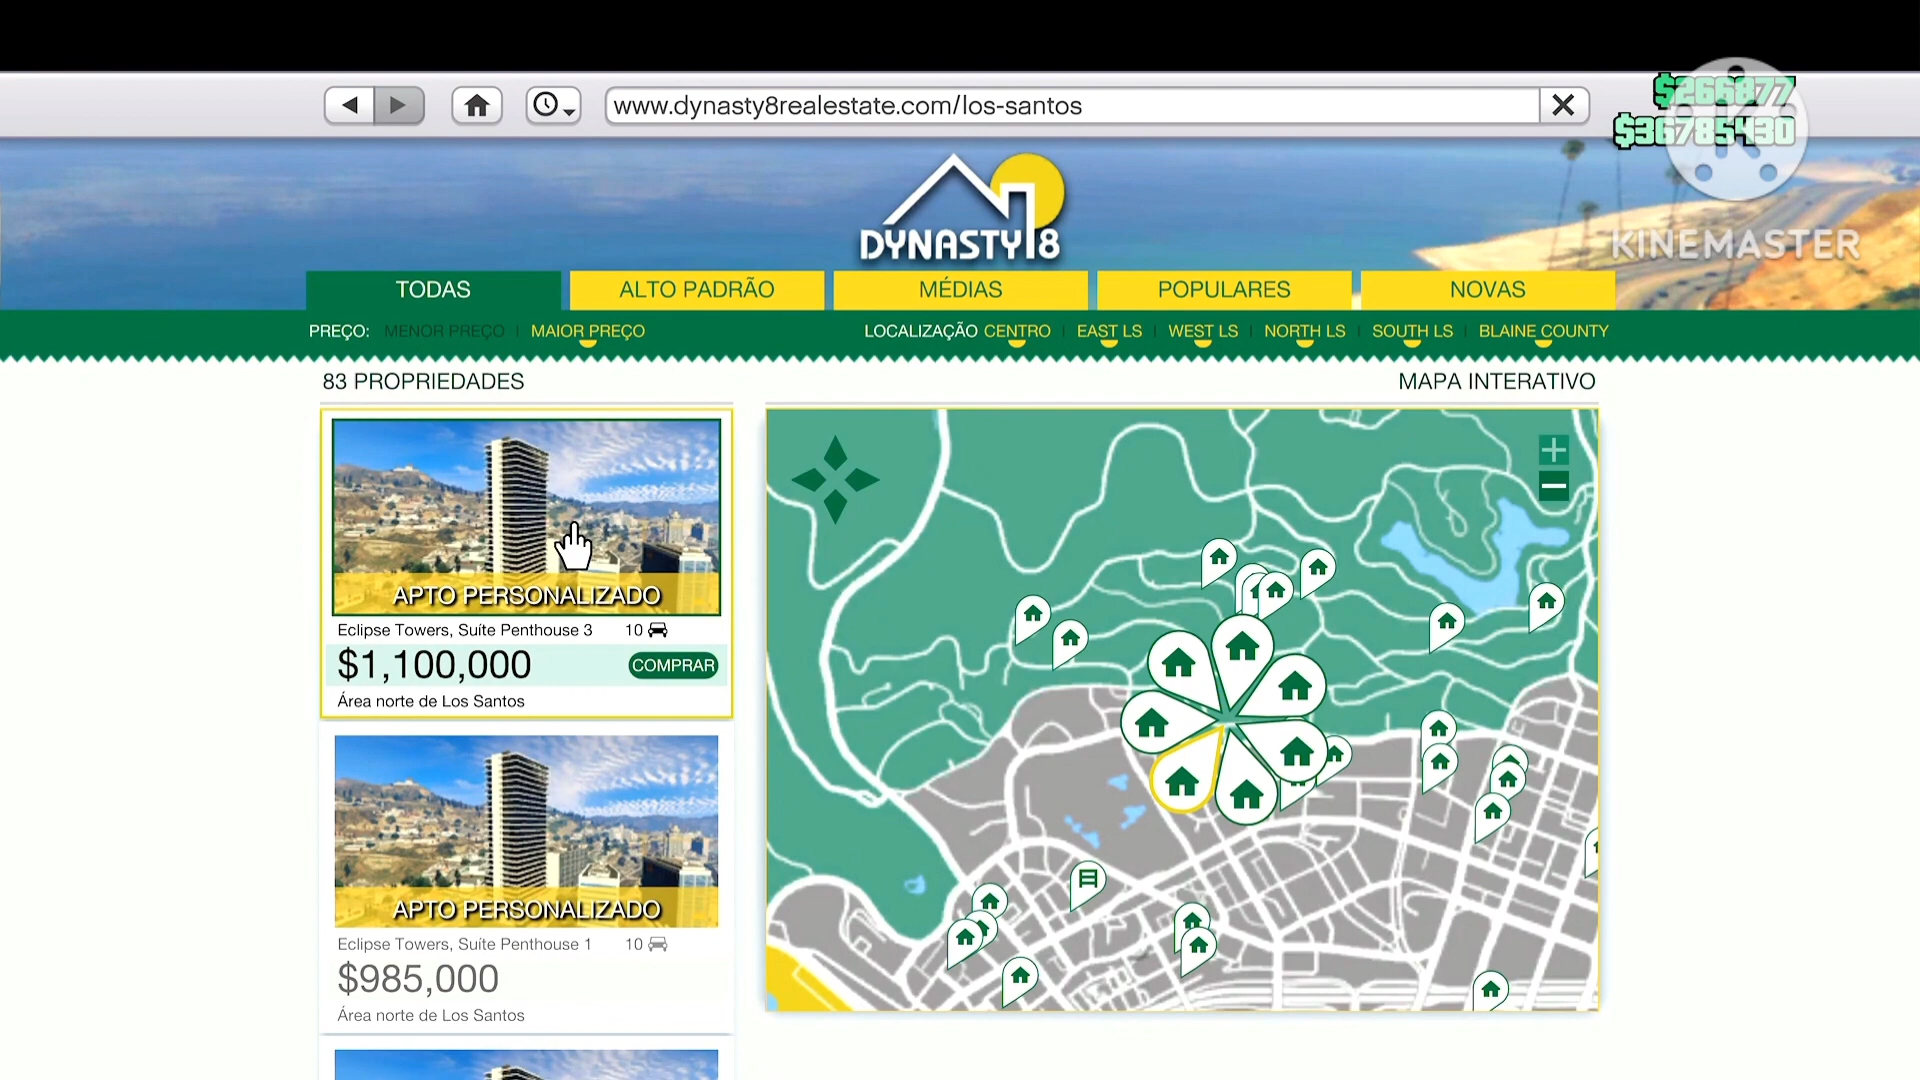 www.dynasty8realestate.com/los-santos
$266877
$36785430
KINEMASTER
DYNASTY 8
TODAS
ALTO PADRÃO
MÉDIAS
POPULARES
NOVAS
PREÇO: MENOR PREÇO MAIOR PREÇO
LOCALIZAÇÃO CENTRO EAST LS WEST LS NORTH LS SOUTH LS BLAINE COUNTY
83 PROPRIEDADES
MAPA INTERATIVO
APTO PERSONALIZADO
Eclipse Towers, Suíte Penthouse 3 10
$1,100,000 COMPRAR
Área norte de Los Santos
APTO PERSONALIZADO
Eclipse Towers, Suíte Penthouse 1 10
$985,000
Área norte de Los Santos